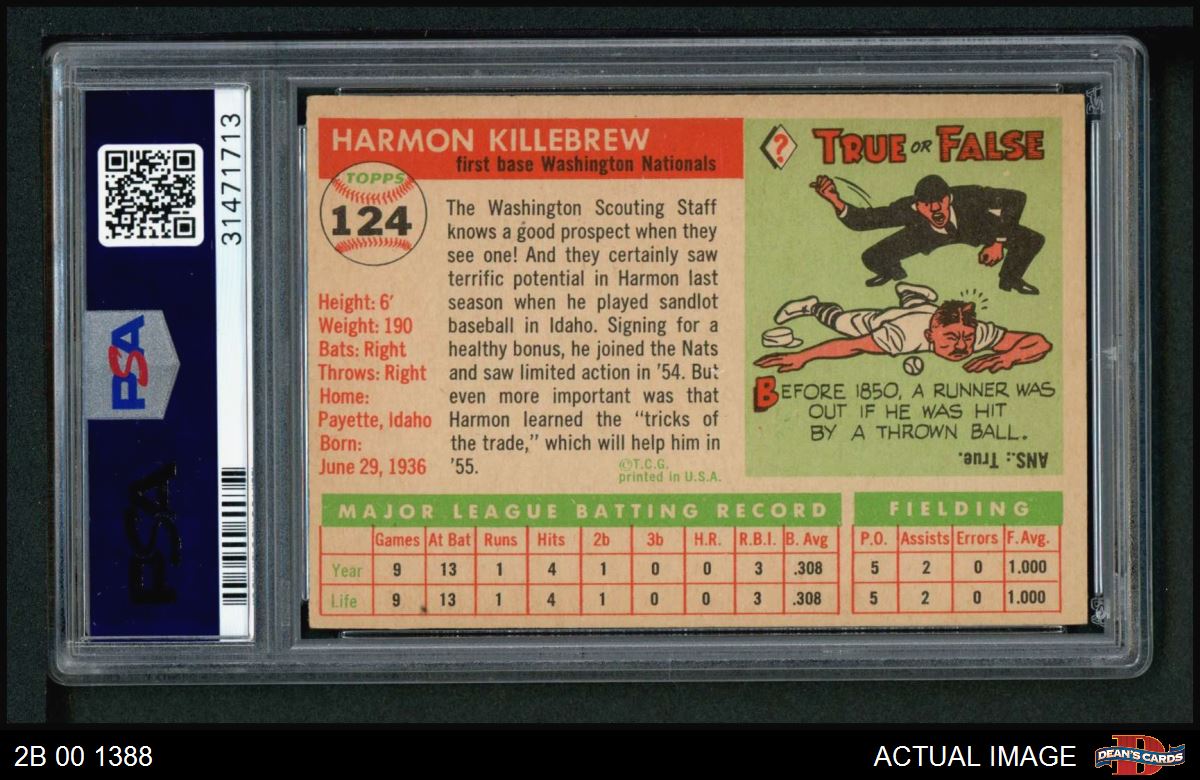 31471713
PSA
PSA
HARMON KILLEBREW
first base Washington Nationals
TOPPS
124
Height: 6'
Weight: 190
Bats: Right
Throws: Right
Home:
Payette, Idaho
Born:
June 29, 1936
The Washington Scouting Staff
knows a good prospect when they
see one! And they certainly saw
terrific potential in Harmon last
season when he played sandlot
baseball in Idaho. Signing for a
healthy bonus, he joined the Nats
and saw limited action in '54. But
even more important was that
Harmon learned the "tricks of
the trade," which will help him in
'55.
©T.C.G.
printed in U.S.A.
?
TRUE OR FALSE
BEFORE 1850, A RUNNER WAS
OUT IF HE WAS HIT
BY A THROWN BALL.
ANS.: True.
MAJOR LEAGUE BATTING RECORD
Games At Bat Runs Hits 2b 3b H.R. R.B.I. B. Avg
Year 9 13 1 4 1 0 0 3 .308
Life 9 13 1 4 1 0 0 3 .308
FIELDING
P.O. Assists Errors F. Avg.
5 2 0 1.000
5 2 0 1.000
2B 00 1388
ACTUAL IMAGE
D
DEAN'S CARDS